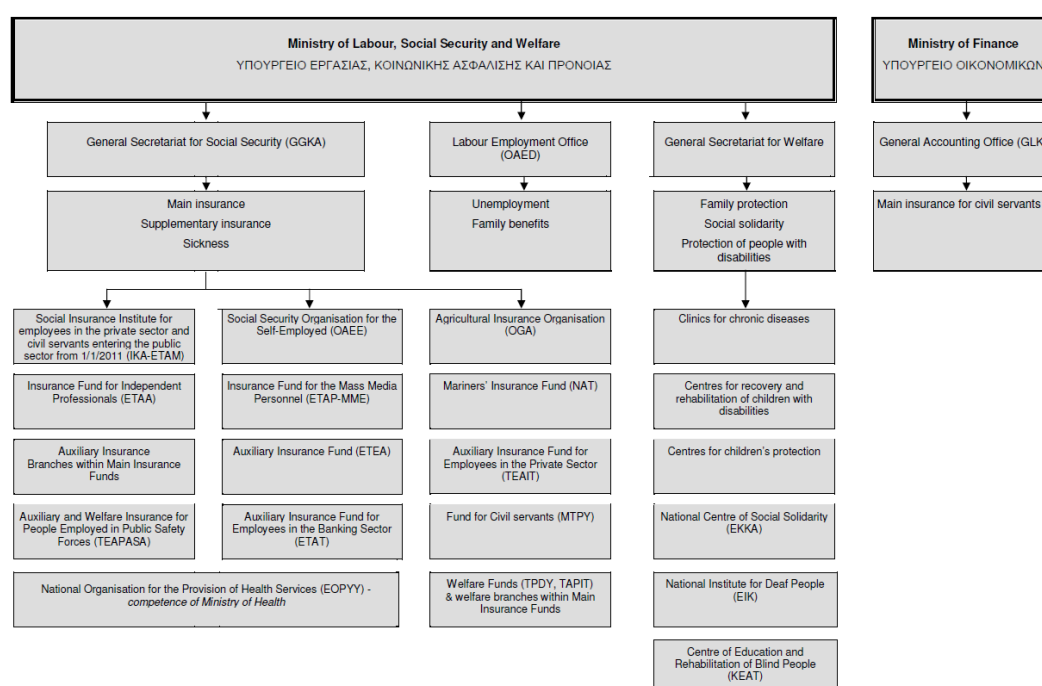 Ministry of Labour, Social Security and Welfare
ΥΠΟΥΡΓΕΙΟ ΕΡΓΑΣΙΑΣ, ΚΟΙΝΩΝΙΚΗΣ ΑΣΦΑΛΙΣΗΣ ΚΑΙ ΠΡΟΝΟΙΑΣ
Ministry of Finance
ΥΠΟΥΡΓΕΙΟ ΟΙΚΟΝΟΜΙΚΩΝ
General Secretariat for Social Security (GGKA)
Labour Employment Office
(OAED)
General Secretariat for Welfare
General Accounting Office (GLK
Main insurance
Supplementary insurance
Sickness
Unemployment
Family benefits
Family protection
Social solidarity
Protection of people with
disabilities
Main insurance for civil servants
Social Insurance Institute for
employees in the private sector and
civil servants entering the public
sector from 1/1/2011 (IKA-ETAM)
Social Security Organisation for the
Self-Employed (OAEE)
Agricultural Insurance Organisation
(OGA)
Clinics for chronic diseases
Insurance Fund for Independent
Professionals (ETAA)
Insurance Fund for the Mass Media
Personnel (ETAP-MME)
Mariners' Insurance Fund (NAT)
Centres for recovery and
rehabilitation of children with
disabilities
Auxiliary Insurance
Branches within Main Insurance
Funds
Auxiliary Insurance Fund (ETEA)
Auxiliary Insurance Fund for
Employees in the Private Sector
(TEAIT)
Centres for children's protection
Auxiliary and Welfare Insurance for
People Employed in Public Safety
Forces (TEAPASA)
Auxiliary Insurance Fund for
Employees in the Banking Sector
(ETAT)
Fund for Civil servants (MTPY)
National Centre of Social Solidarity
(EKKA)
National Organisation for the Provision of Health Services (EOPYY) -
competence of Ministry of Health
Welfare Funds (TPDY, TAPIT)
& welfare branches within Main
Insurance Funds
National Institute for Deaf People
(EIK)
Centre of Education and
Rehabilitation of Blind People
(KEAT)